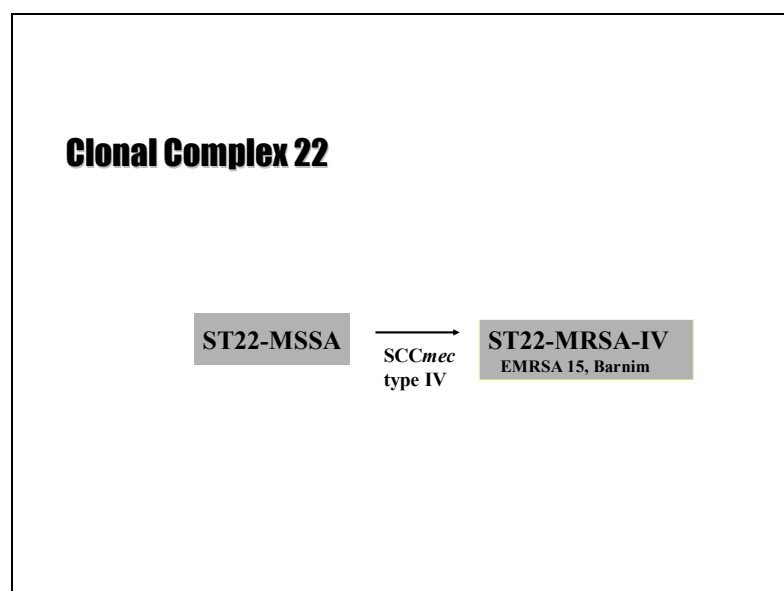 Clonal Complex 22
ST22-MSSA
SCCmec
type IV
ST22-MRSA-IV
EMRSA 15, Barnim